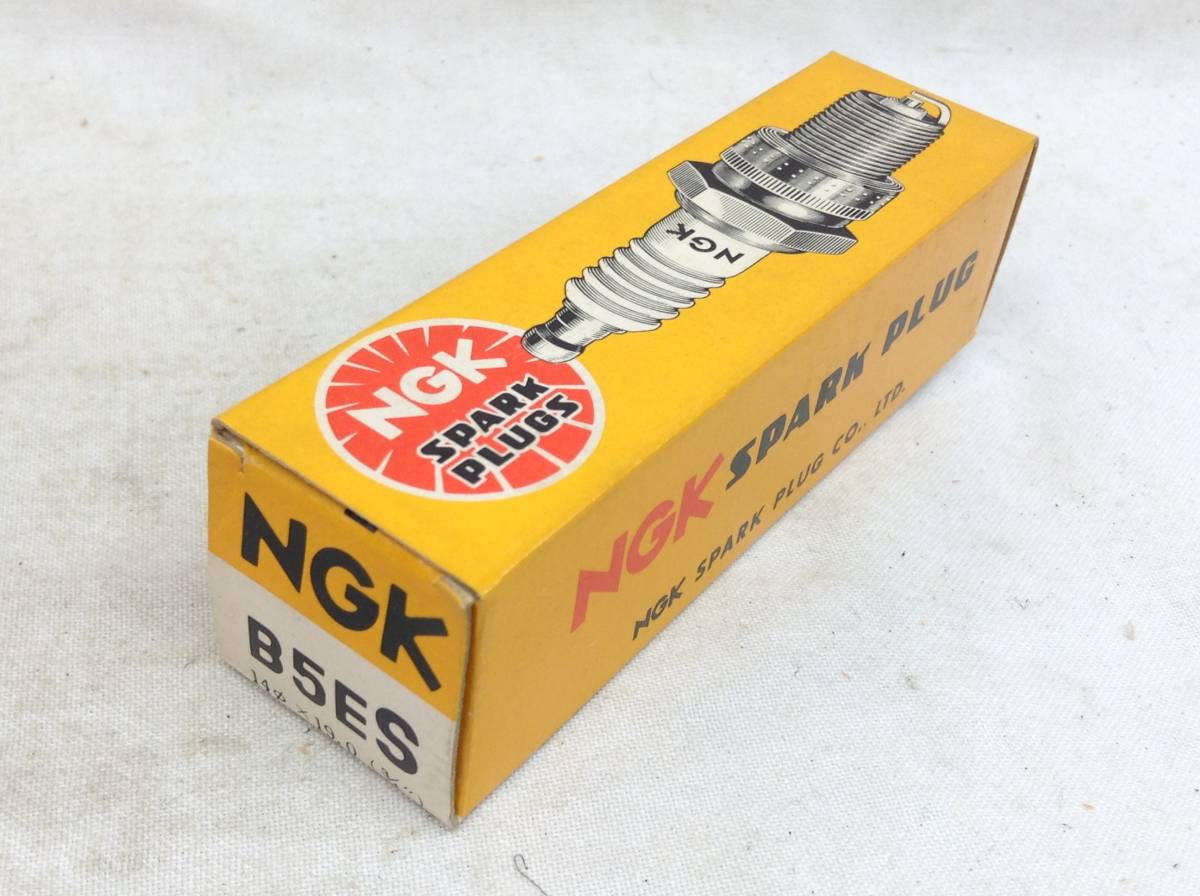 NGK
NGK
SPARK
PLUGS
NGK SPARK PLUG
NGK SPARK PLUG CO., LTD.
NGK
B5ES